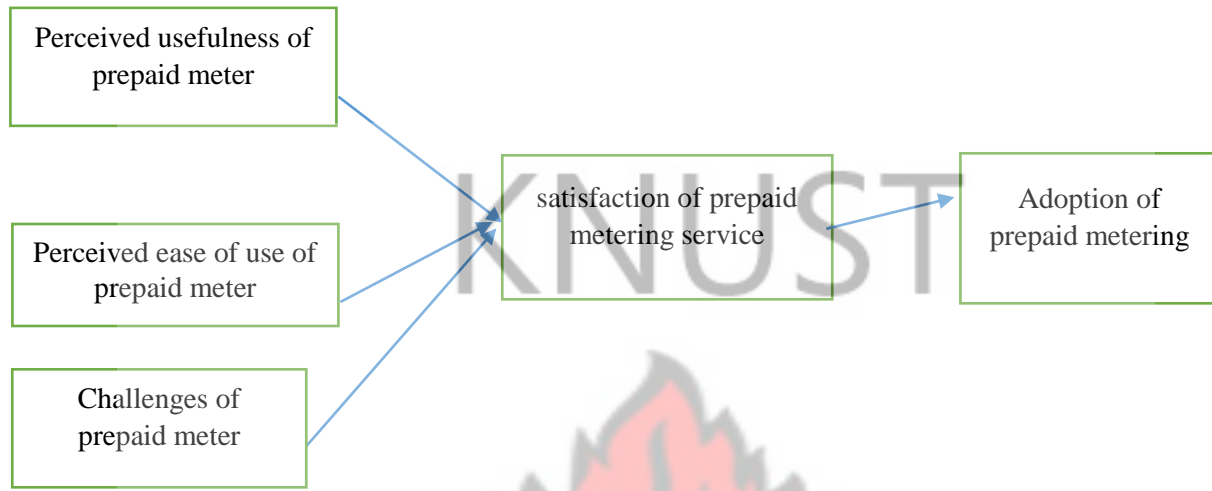 Perceived usefulness of
prepaid meter
KNUST
satisfaction of prepaid
metering service
Adoption of
prepaid metering
Perceived ease of use of
prepaid meter
Challenges of
prepaid meter